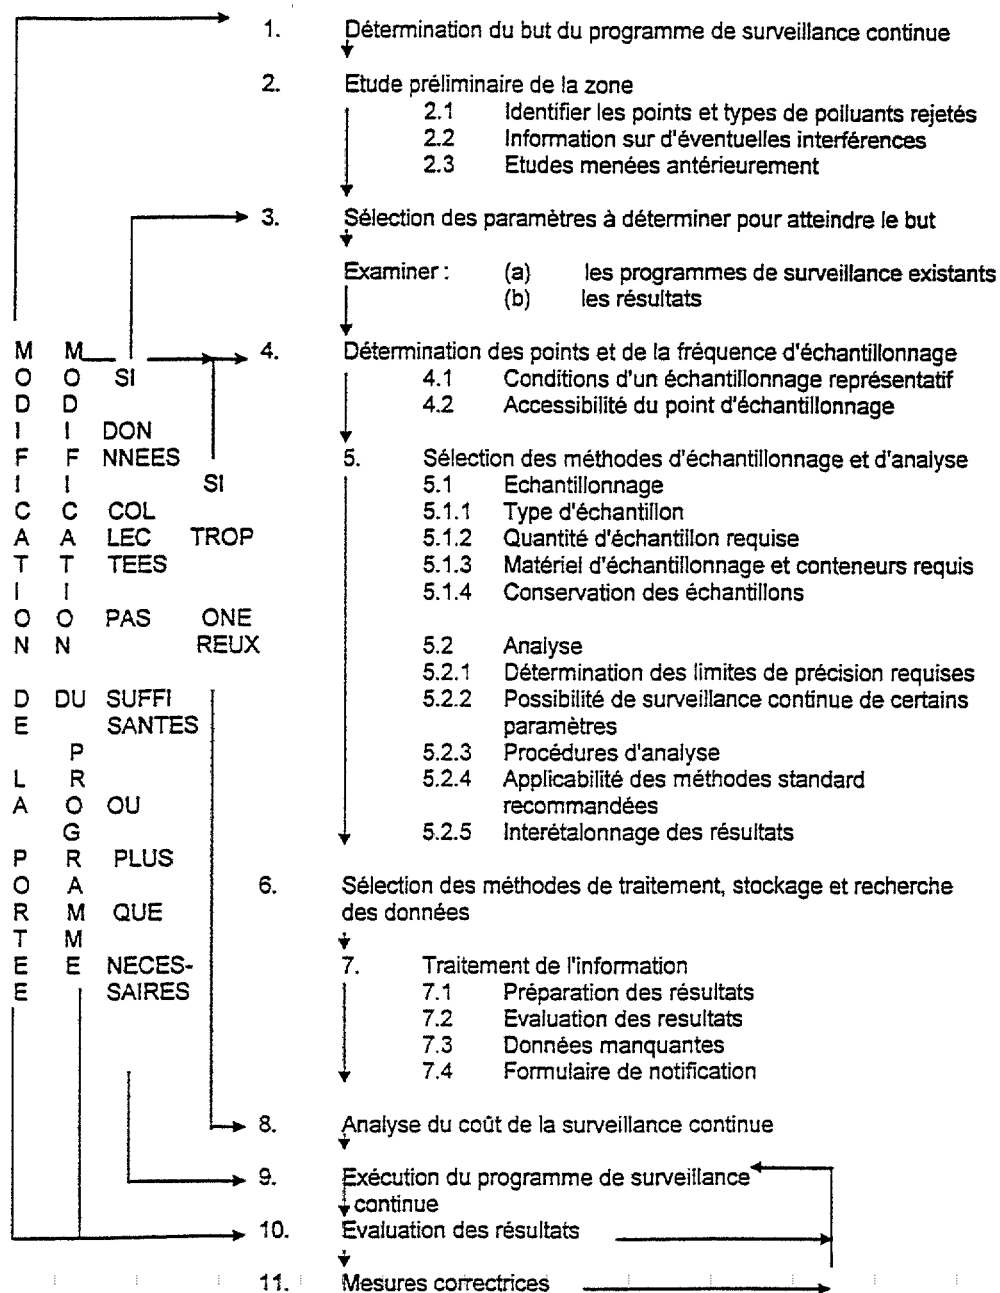 1. Détermination du but du programme de surveillance continue
2. Etude préliminaire de la zone
2.1 Identifier les points et types de polluants rejetés
2.2 Information sur d'éventuelles interférences
2.3 Etudes menées antérieurement
3. Sélection des paramètres à déterminer pour atteindre le but
Examiner : (a) les programmes de surveillance existants
(b) les résultats
4. Détermination des points et de la fréquence d'échantillonnage
4.1 Conditions d'un échantillonnage représentatif
4.2 Accessibilité du point d'échantillonnage
5. Sélection des méthodes d'échantillonnage et d'analyse
5.1 Echantillonnage
5.1.1 Type d'échantillon
5.1.2 Quantité d'échantillon requise
5.1.3 Matériel d'échantillonnage et conteneurs requis
5.1.4 Conservation des échantillons
5.2 Analyse
5.2.1 Détermination des limites de précision requises
5.2.2 Possibilité de surveillance continue de certains
paramètres
5.2.3 Procédures d'analyse
5.2.4 Applicabilité des méthodes standard
recommandées
5.2.5 Interétalonnage des résultats
6. Sélection des méthodes de traitement, stockage et recherche
des données
7. Traitement de l'information
7.1 Préparation des résultats
7.2 Evaluation des resultats
7.3 Données manquantes
7.4 Formulaire de notification
8. Analyse du coût de la surveillance continue
9. Exécution du programme de surveillance
continue
10. Evaluation des résultats
11. Mesures correctrices
MODIFICATION DE LA PORTEE
MODIFICATION DU PROGRAMME
SI
DON
NNEES
COL
LEC
TEES
PAS
SUFFI
SANTES
OU
PLUS
QUE
NECES-
SAIRES
SI
TROP
ONE
REUX